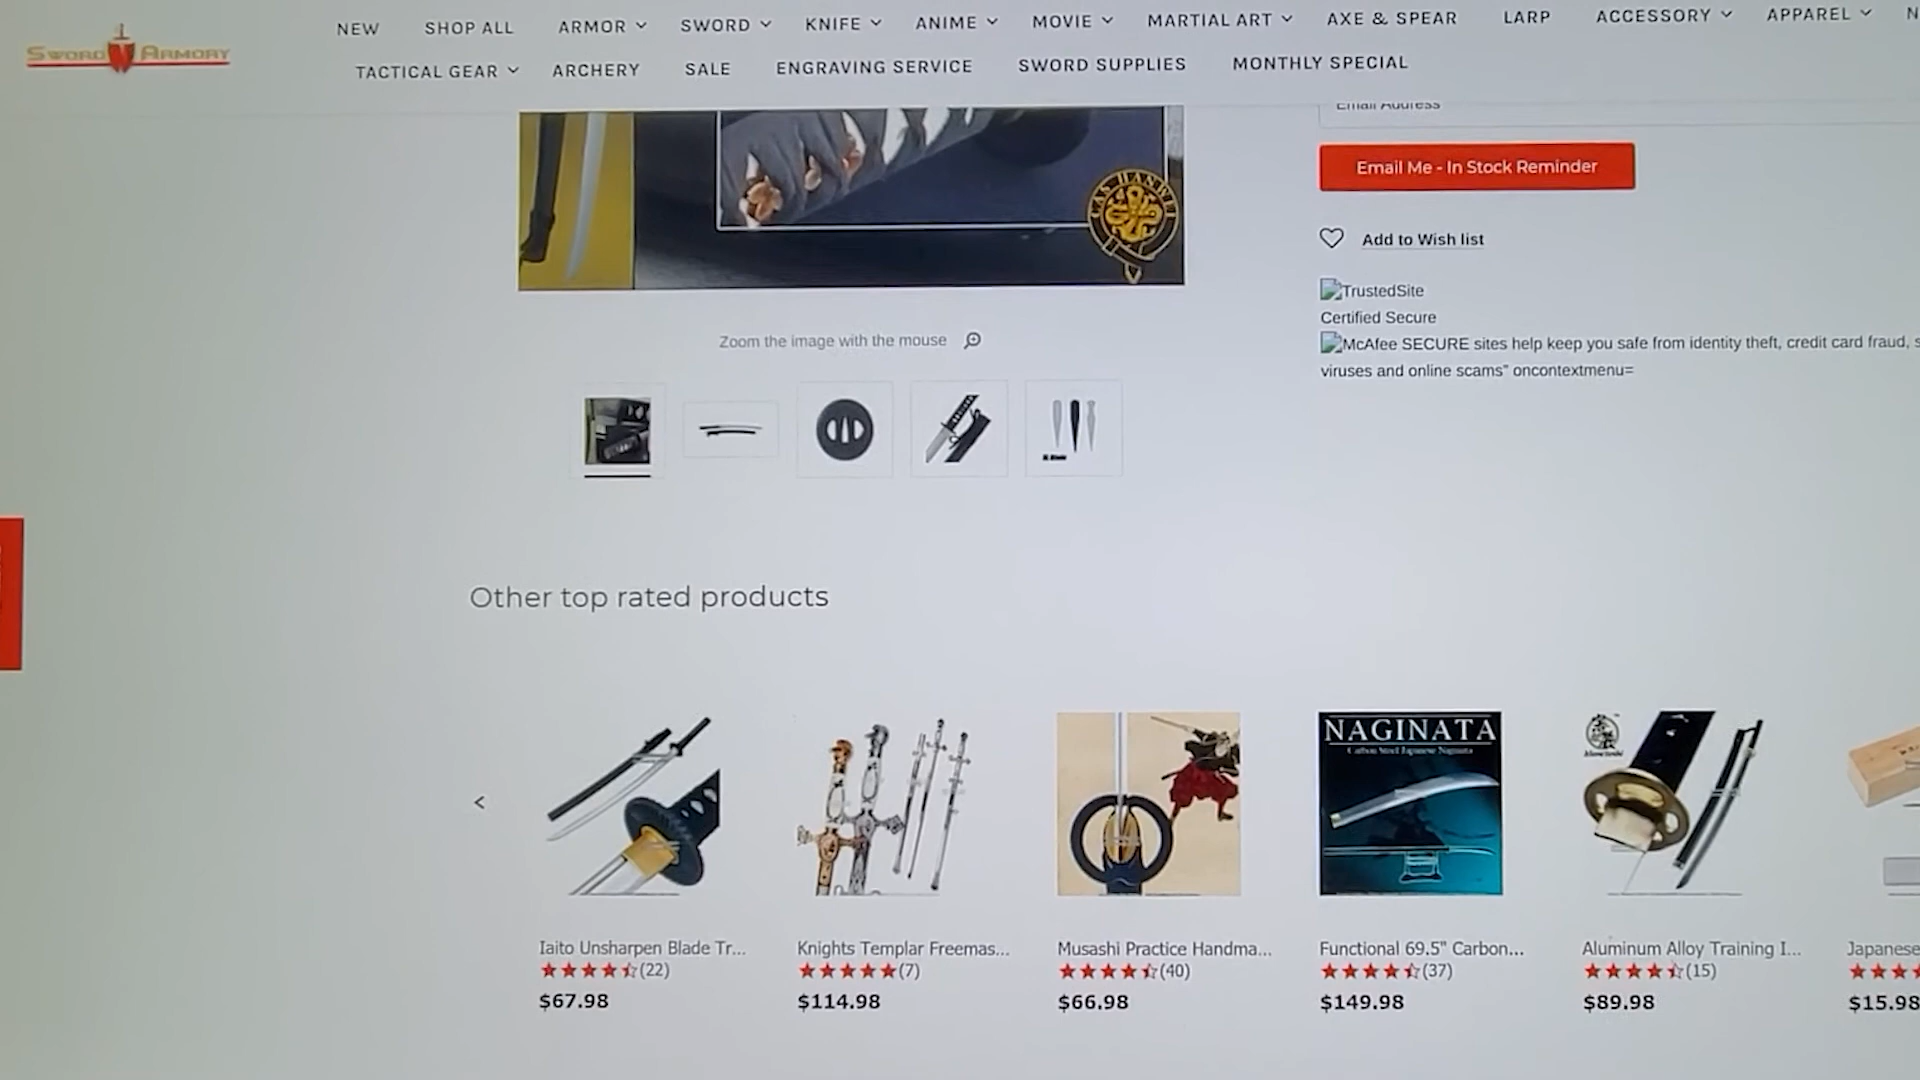 SWORD ARMORY
NEW SHOP ALL ARMOR SWORD KNIFE ANIME MOVIE MARTIAL ART AXE & SPEAR LARP ACCESSORY APPAREL
TACTICAL GEAR ARCHERY SALE ENGRAVING SERVICE SWORD SUPPLIES MONTHLY SPECIAL
Email Address
Email Me - In Stock Reminder
CAS HANWEI
Add to Wish list
TrustedSite
Certified Secure
McAfee SECURE sites help keep you safe from identity theft, credit card fraud,
viruses and online scams" oncontextmenu=
Zoom the image with the mouse
Other top rated products
NAGINATA
Carbon Steel Japanese Naginata
Iaito Unsharpen Blade Tr... Knights Templar Freemas... Musashi Practice Handma... Functional 69.5" Carbon... Aluminum Alloy Training I... Japanese
(22) (7) (40) (37) (15)
$67.98 $114.98 $66.98 $149.98 $89.98 $15.98